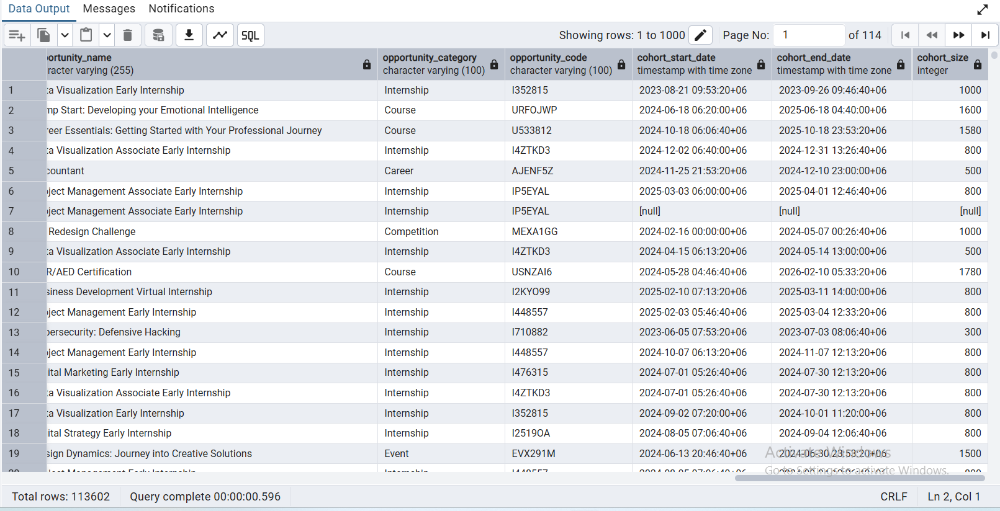 Data Output Messages Notifications
SQL Showing rows: 1 to 1000 Page No: 1 of 114
portunity_name opportunity_category opportunity_code cohort_start_date cohort_end_date cohort_size
racter varying (255) character varying (100) character varying (100) timestamp with time zone timestamp with time zone integer
1 ta Visualization Early Internship Internship I352815 2023-08-21 09:53:20+06 2023-09-26 09:46:40+06 1000
2 mp Start: Developing your Emotional Intelligence Course URFOJWP 2024-06-18 06:20:00+06 2025-06-18 04:40:00+06 1600
3 reer Essentials: Getting Started with Your Professional Journey Course U533812 2024-10-18 06:06:40+06 2025-10-18 23:53:20+06 1580
4 ta Visualization Associate Early Internship Internship I4ZTKD3 2024-12-02 06:40:00+06 2024-12-31 13:26:40+06 800
5 countant Career AJENF5Z 2024-11-25 21:53:20+06 2024-12-10 23:00:00+06 500
6 ject Management Associate Early Internship Internship IP5EYAL 2025-03-03 06:00:00+06 2025-04-01 12:46:40+06 800
7 ject Management Associate Early Internship Internship IP5EYAL [null] [null] [null]
8 Redesign Challenge Competition MEXA1GG 2024-02-16 00:00:00+06 2024-05-07 00:26:40+06 1000
9 ta Visualization Associate Early Internship Internship I4ZTKD3 2024-04-15 06:13:20+06 2024-05-14 13:00:00+06 500
10 R/AED Certification Course USNZAI6 2024-05-28 04:46:40+06 2026-02-10 05:33:20+06 1780
11 siness Development Virtual Internship Internship I2KYO99 2025-02-10 07:13:20+06 2025-03-11 14:00:00+06 800
12 ject Management Early Internship Internship I448557 2025-02-03 05:46:40+06 2025-03-04 12:33:20+06 800
13 bersecurity: Defensive Hacking Internship I710882 2023-06-05 07:53:20+06 2023-07-03 08:06:40+06 300
14 ject Management Early Internship Internship I448557 2024-10-07 06:13:20+06 2024-11-07 12:13:20+06 800
15 ital Marketing Early Internship Internship I476315 2024-07-01 05:26:40+06 2024-07-30 12:13:20+06 800
16 ta Visualization Associate Early Internship Internship I4ZTKD3 2024-07-01 05:26:40+06 2024-07-30 12:13:20+06 800
17 ta Visualization Early Internship Internship I352815 2024-09-02 07:20:00+06 2024-10-01 11:20:00+06 800
18 ital Strategy Early Internship Internship I2519OA 2024-08-05 07:06:40+06 2024-09-04 12:06:40+06 800
19 sign Dynamics: Journey into Creative Solutions Event EVX291M 2024-06-13 20:46:40+06 2024-06-30 23:53:20+06 1500
Activate Windows
Go to Settings to activate Windows.
Total rows: 113602 Query complete 00:00:00.596 CRLF Ln 2, Col 1